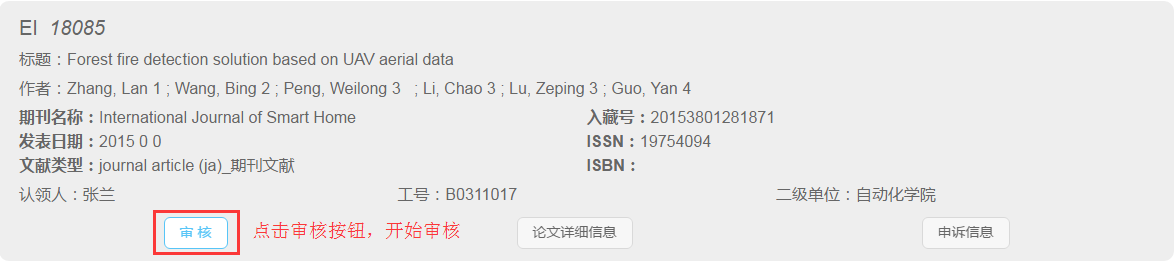 EI 18085
标题：Forest fire detection solution based on UAV aerial data
作者：Zhang, Lan 1 ; Wang, Bing 2 ; Peng, Weilong 3 ; Li, Chao 3 ; Lu, Zeping 3 ; Guo, Yan 4
期刊名称：International Journal of Smart Home 入藏号：20153801281871
发表日期：2015 0 0 ISSN：19754094
文献类型：journal article (ja)_期刊文献 ISBN：
认领人：张兰 工号：B0311017 二级单位：自动化学院
审 核 点击审核按钮，开始审核 论文详细信息 申诉信息